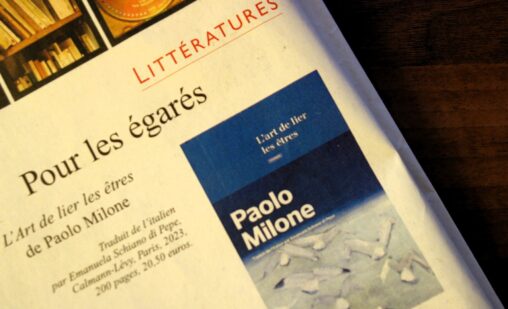 LITTÉRATURES
Pour les égarés
L'Art de lier les êtres
de Paolo Milone
Traduit de l'italien
par Emanuela Schiano di Pepe,
Calmann-Lévy, Paris, 2023,
200 pages, 20,50 euros.
L'art de lier
les êtres
Paolo
Milone